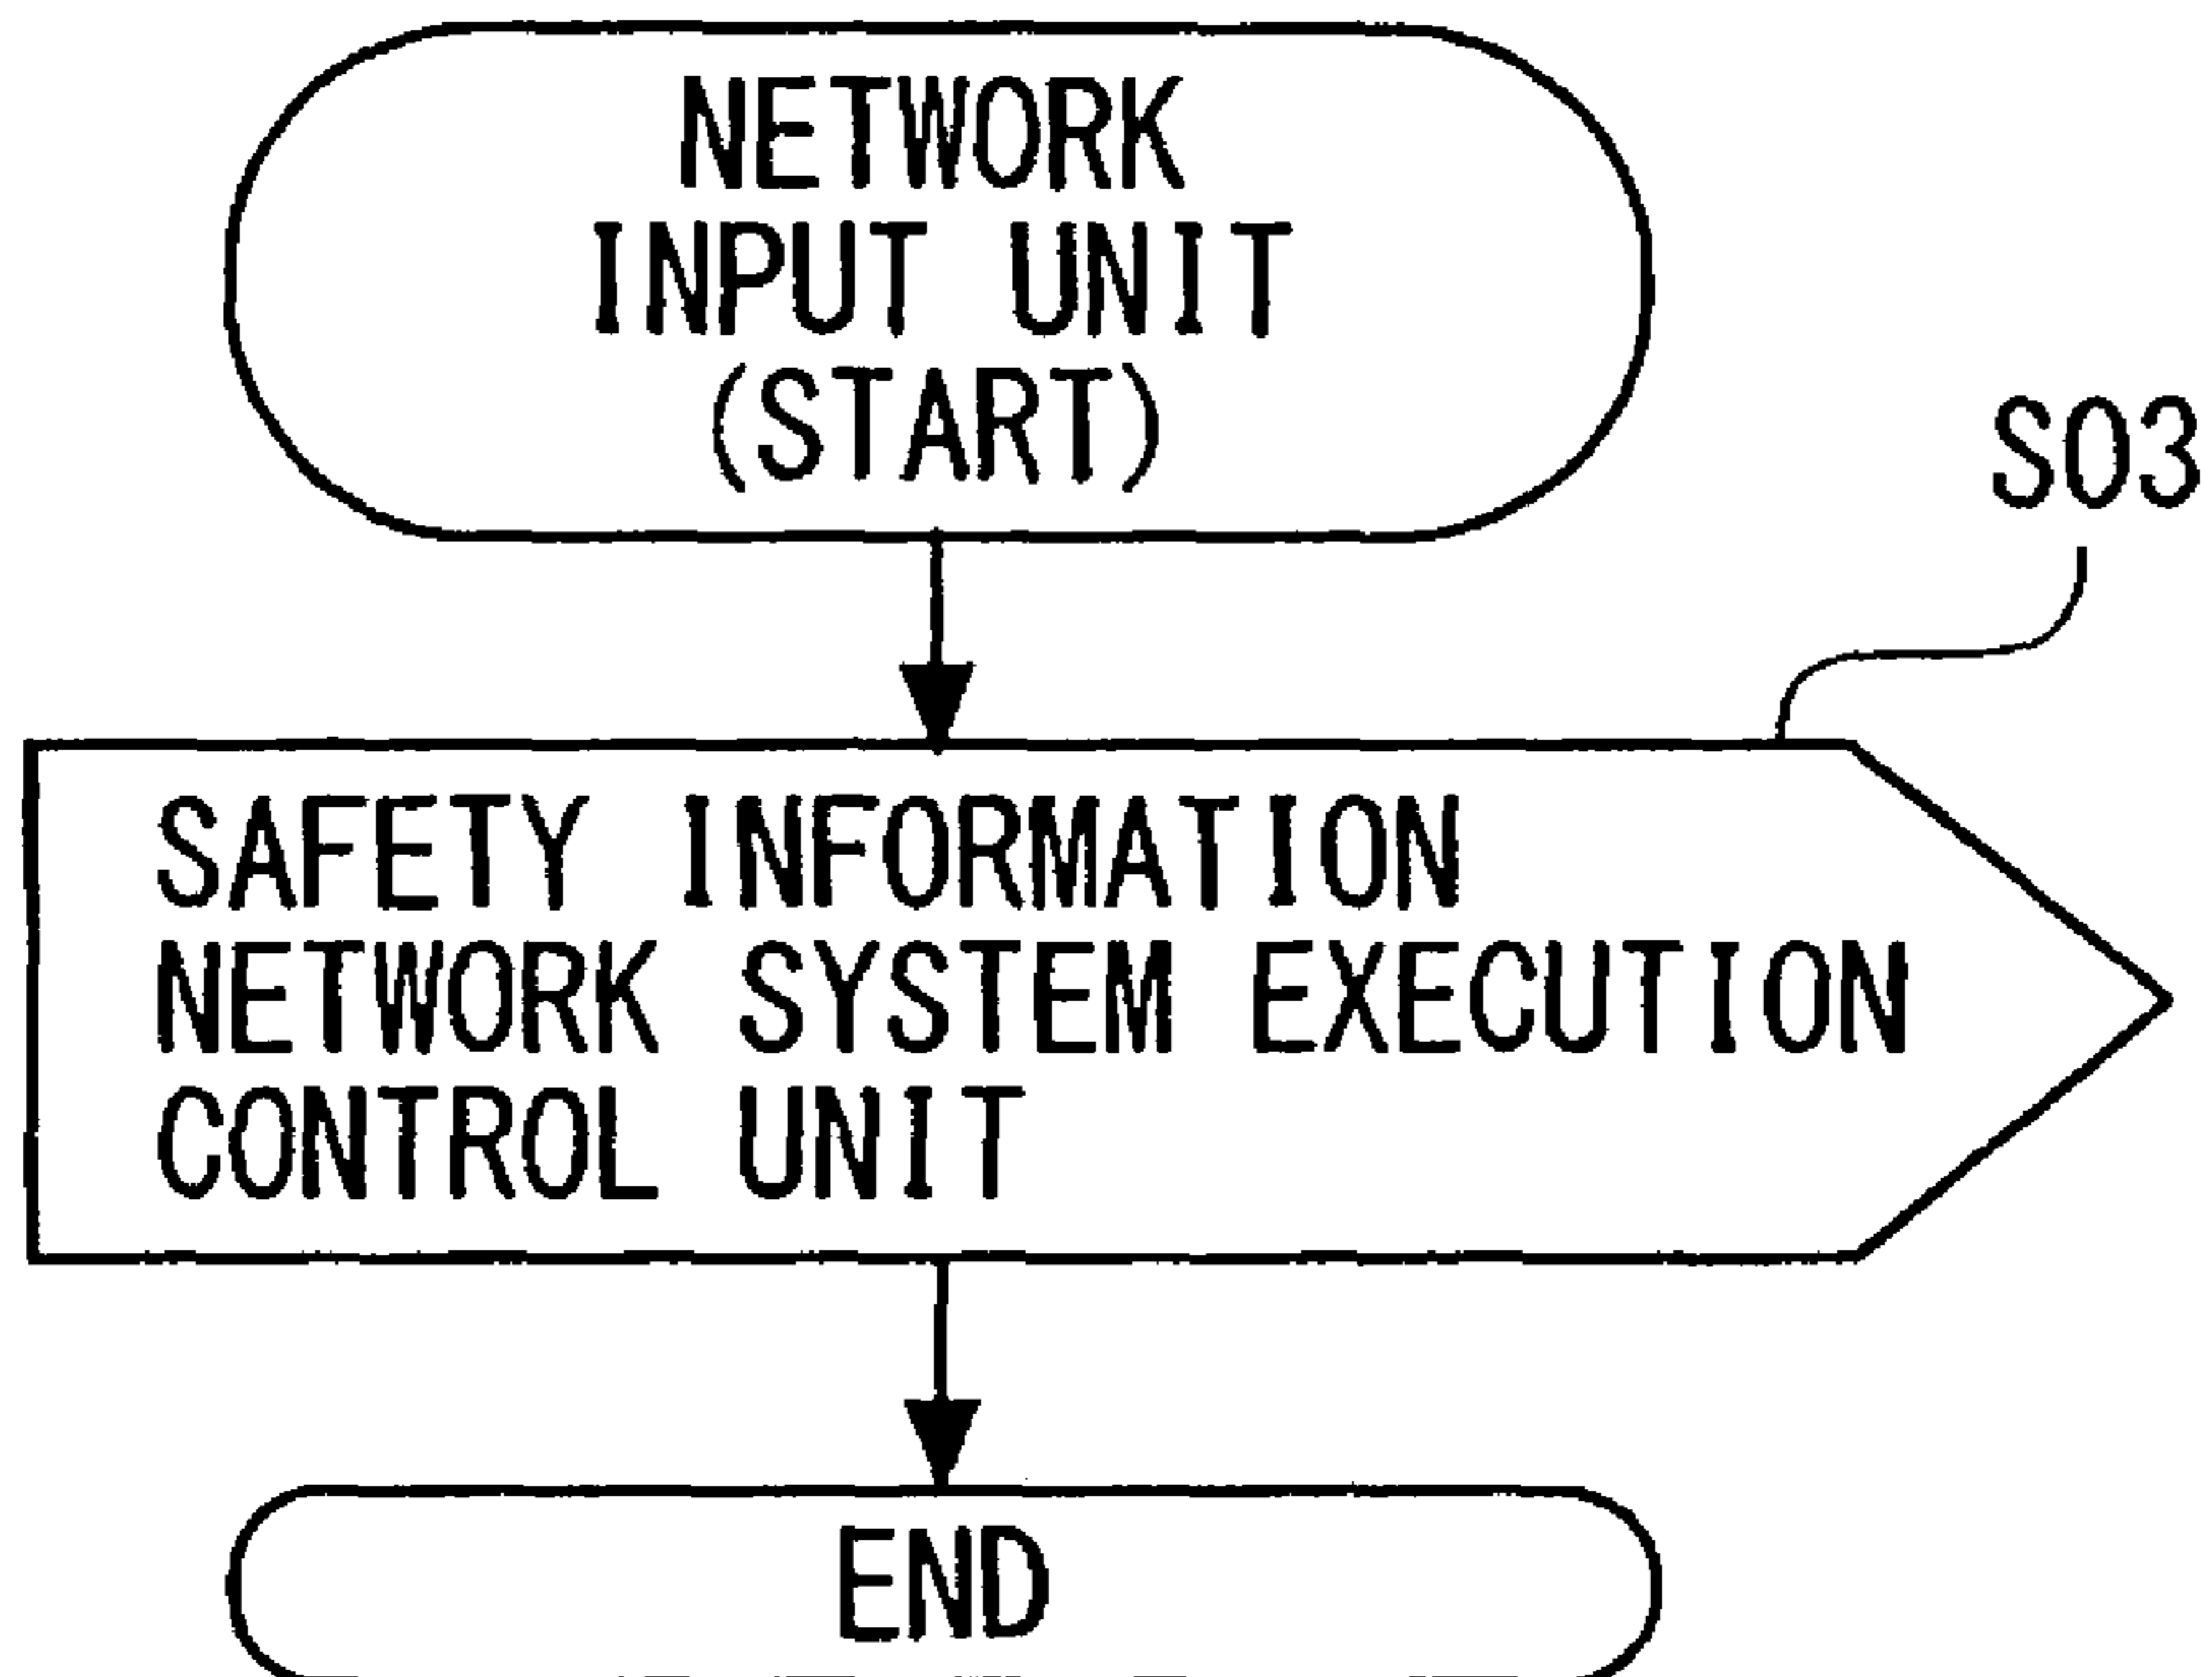 NETWORK
INPUT UNIT
(START)
S03
SAFETY INFORMATION
NETWORK SYSTEM EXECUTION
CONTROL UNIT
END